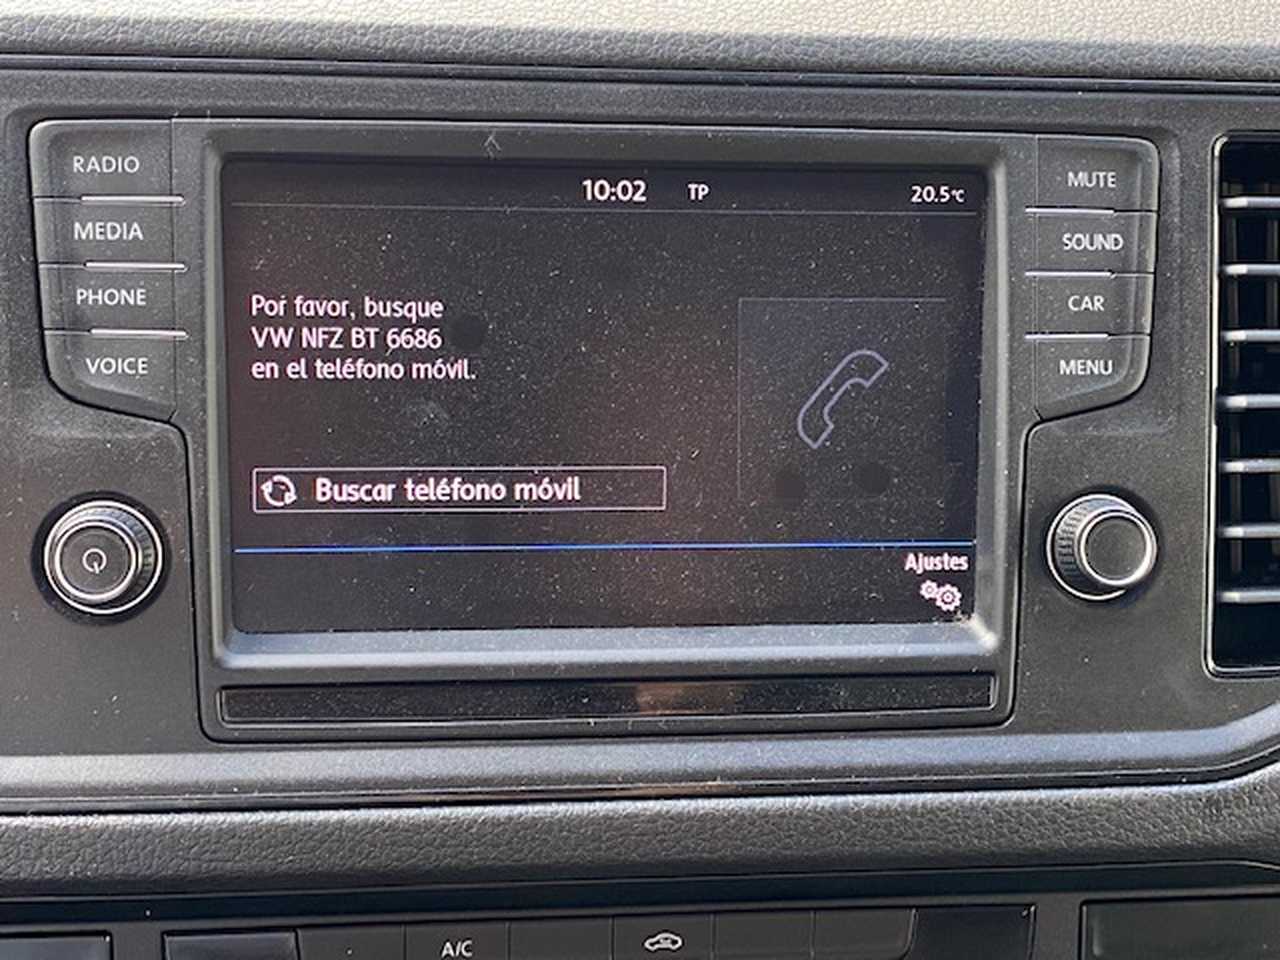 RADIO
MEDIA
PHONE
VOICE
10:02 TP 20.5°C
Por favor, busque
VW NFZ BT 6686
en el teléfono móvil.
Buscar teléfono móvil
Ajustes
MUTE
SOUND
CAR
MENU
A/C